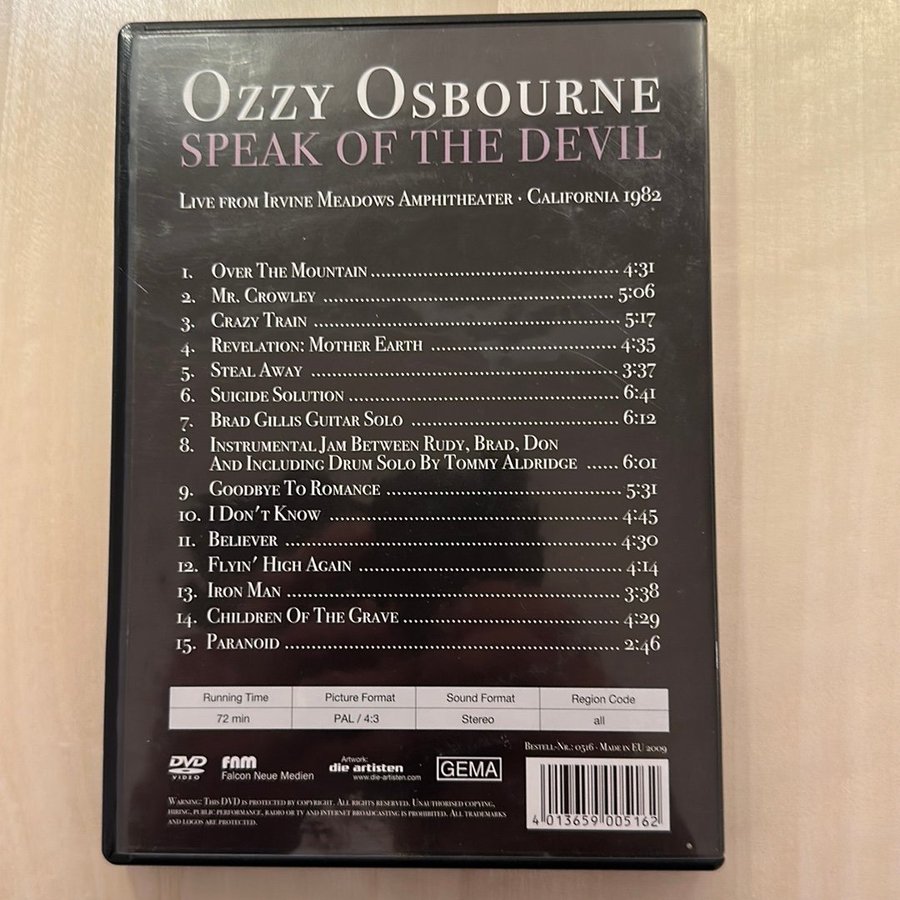 Ozzy Osbourne
SPEAK OF THE DEVIL
Live from Irvine Meadows Amphitheater · California 1982
1. Over The Mountain ........ 4:31
2. Mr. Crowley ........ 5:06
3. Crazy Train ........ 5:17
4. Revelation: Mother Earth ........ 4:35
5. Steal Away ........ 3:37
6. Suicide Solution ........ 6:41
7. Brad Gillis Guitar Solo ........ 6:12
8. Instrumental Jam Between Rudy, Brad, Don
And Including Drum Solo By Tommy Aldridge ...... 6:01
9. Goodbye To Romance ........ 5:31
10. I Don't Know ........ 4:45
11. Believer ........ 4:30
12. Flyin' High Again ........ 4:14
13. Iron Man ........ 3:38
14. Children Of The Grave ........ 4:29
15. Paranoid ........ 2:46
Running Time Picture Format Sound Format Region Code
72 min PAL / 4:3 Stereo all
Bestell-Nr.: 0516 · Made in EU 2009
DVD VIDEO
FNM
Falcon Neue Medien
Artwork:
die artisten
www.die-artisten.com
GEMA
Warning: This DVD is protected by copyright. All rights reserved. Unauthorised copying,
hiring, public performance, radio or TV and internet broadcasting is prohibited. All trademarks
and logos are protected.
4 013659 005162